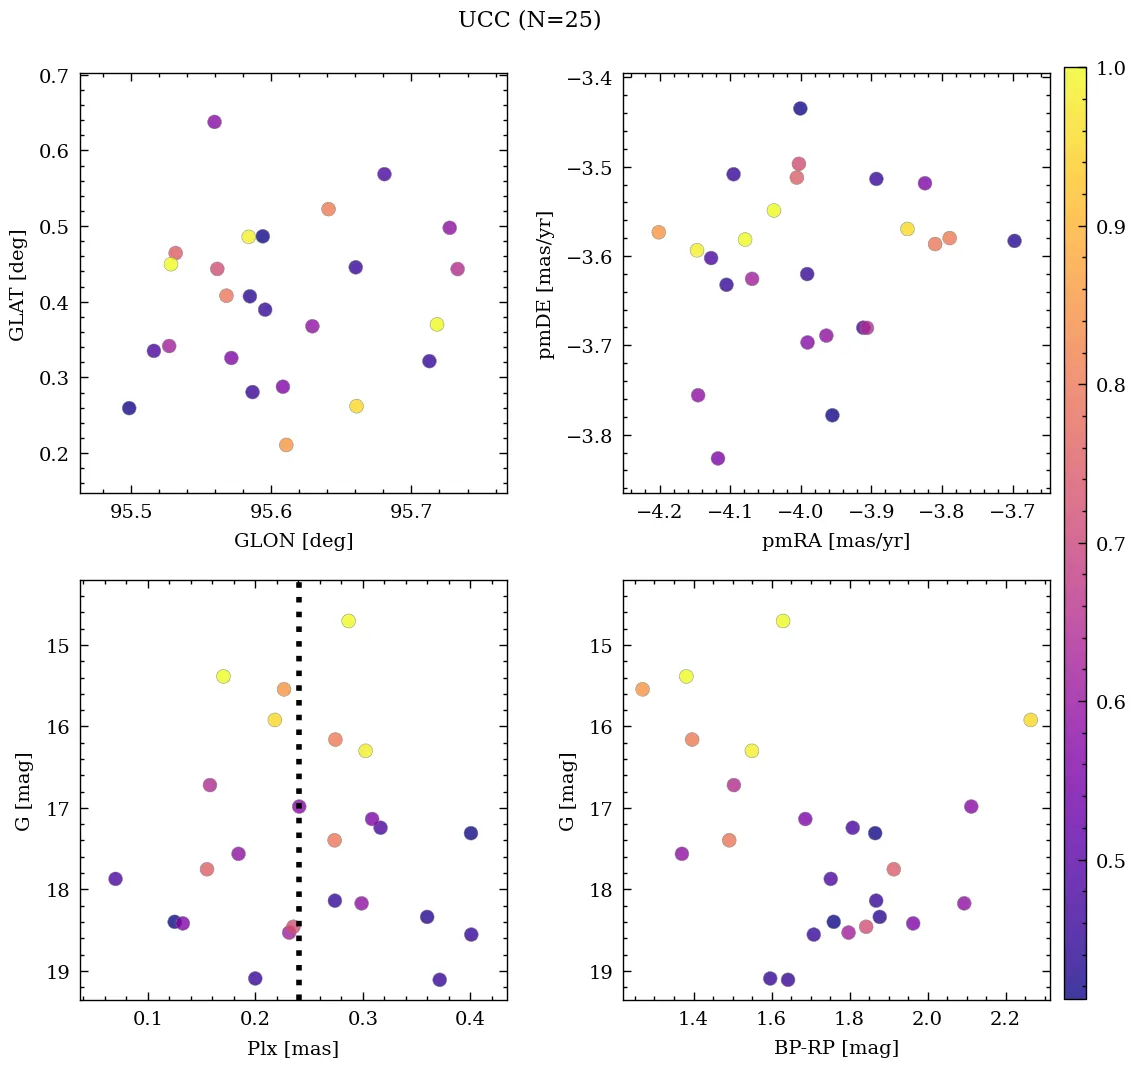 UCC (N=25)
0.7
0.6
0.5
0.4
0.3
0.2
GLAT [deg]
95.5 95.6 95.7
GLON [deg]
−3.4
−3.5
−3.6
−3.7
−3.8
pmDE [mas/yr]
−4.2 −4.1 −4.0 −3.9 −3.8 −3.7
pmRA [mas/yr]
1.0
0.9
0.8
0.7
0.6
0.5
15
16
17
18
19
G [mag]
0.1 0.2 0.3 0.4
Plx [mas]
15
16
17
18
19
G [mag]
1.4 1.6 1.8 2.0 2.2
BP-RP [mag]